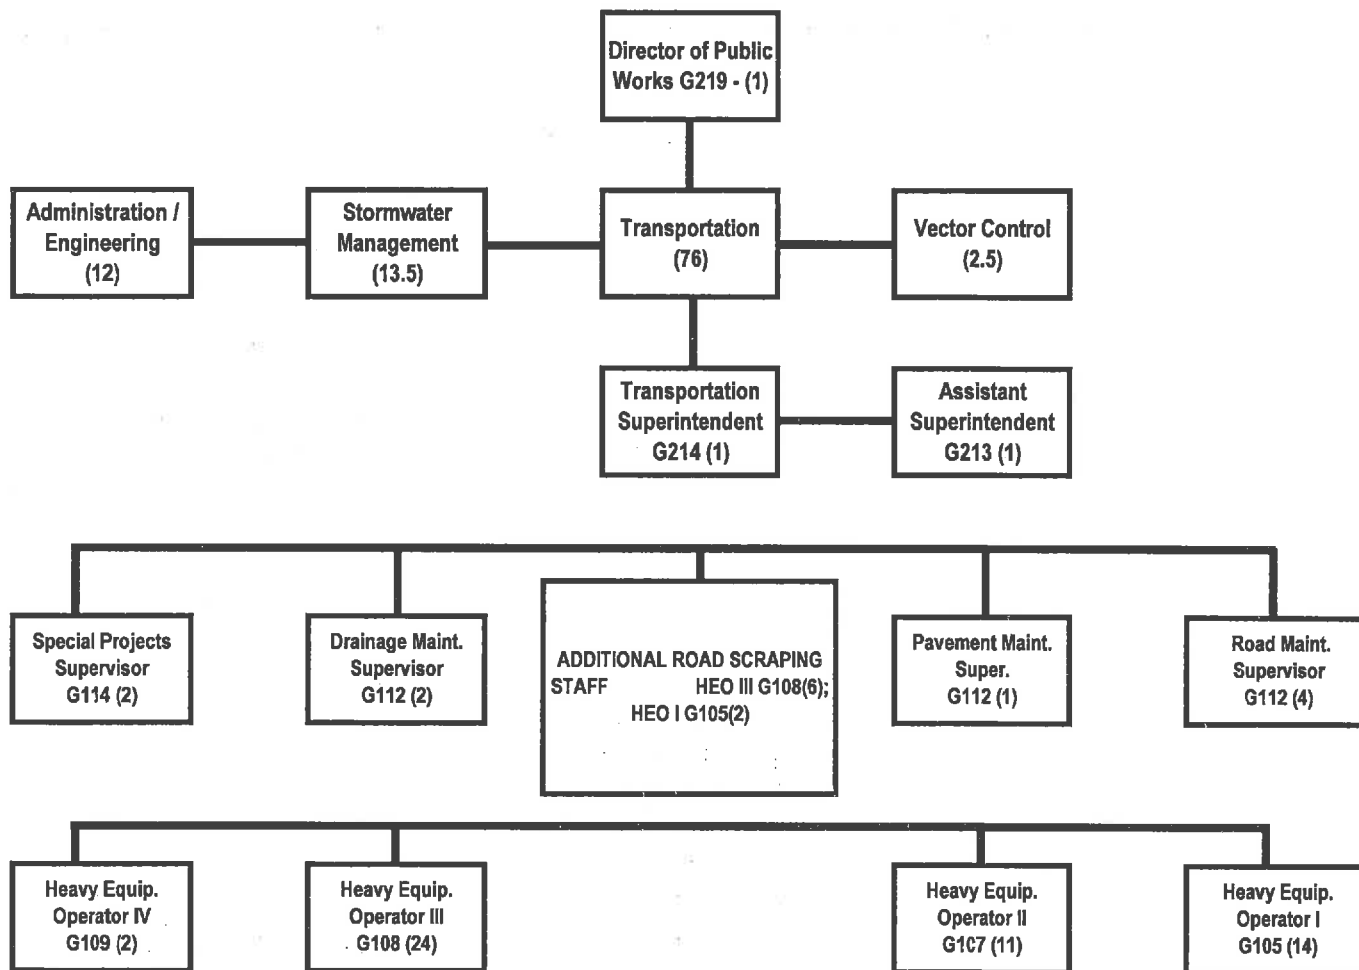 Director of Public
Works G219 - (1)
Administration /
Engineering
(12)
Stormwater
Management
(13.5)
Transportation
(76)
Vector Control
(2.5)
Transportation
Superintendent
G214 (1)
Assistant
Superintendent
G213 (1)
Special Projects
Supervisor
G114 (2)
Drainage Maint.
Supervisor
G112 (2)
ADDITIONAL ROAD SCRAPING
STAFF HEO III G108(6);
HEO I G105(2)
Pavement Maint.
Super.
G112 (1)
Road Maint.
Supervisor
G112 (4)
Heavy Equip.
Operator IV
G109 (2)
Heavy Equip.
Operator III
G108 (24)
Heavy Equip.
Operator II
G107 (11)
Heavy Equip.
Operator I
G105 (14)